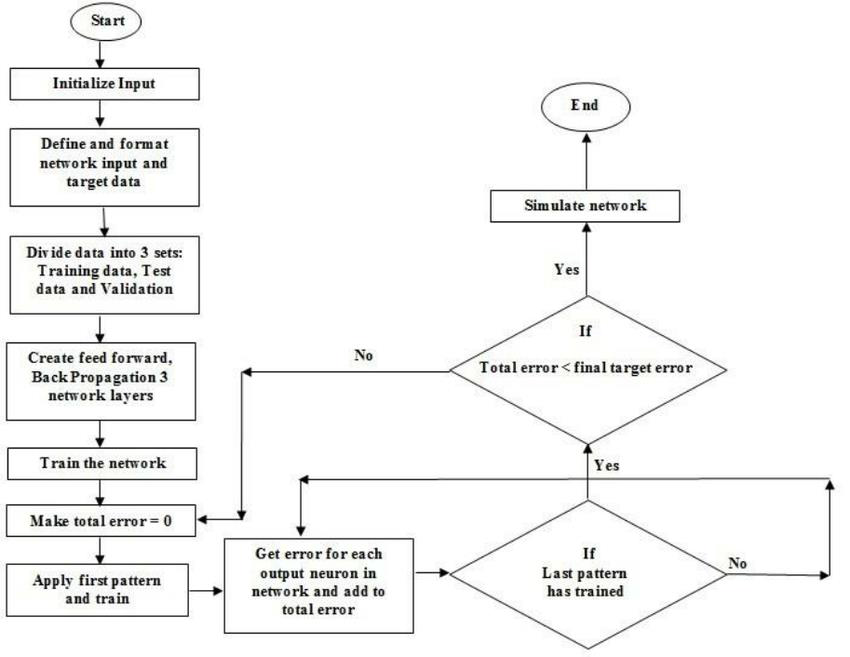 Start
Initialize Input
Define and format
network input and
target data
Divide data into 3 sets:
Training data, Test
data and Validation
Create feed forward,
Back Propagation 3
network layers
Train the network
Make total error = 0
Apply first pattern
and train
Get error for each
output neuron in
network and add to
total error
If
Last pattern
has trained
No
Yes
If
Total error < final target error
No
Yes
Simulate network
End